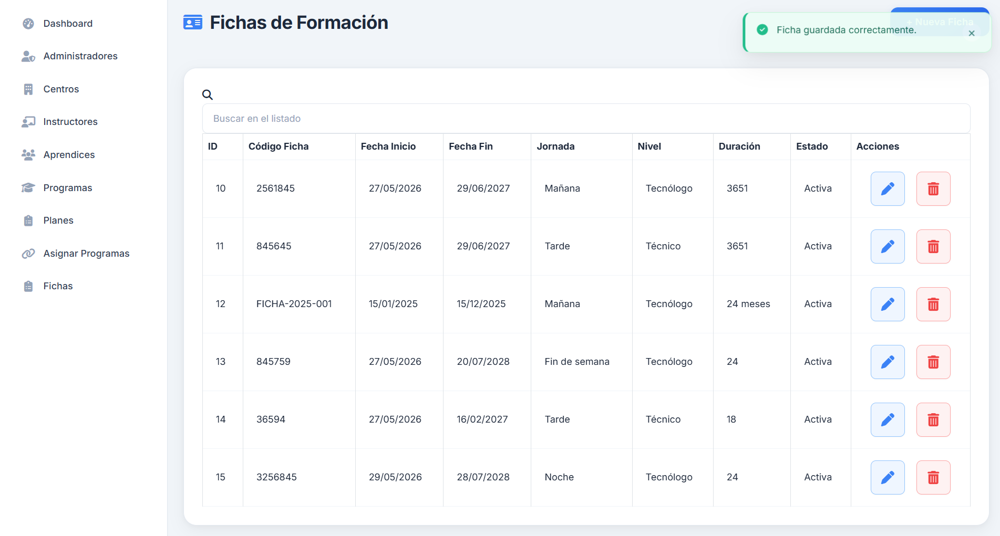 Dashboard
Administradores
Centros
Instructores
Aprendices
Programas
Planes
Asignar Programas
Fichas
Fichas de Formación
+ Nueva Ficha
Ficha guardada correctamente.
Buscar en el listado
ID Código Ficha Fecha Inicio Fecha Fin Jornada Nivel Duración Estado Acciones
10 2561845 27/05/2026 29/06/2027 Mañana Tecnólogo 3651 Activa
11 845645 27/05/2026 29/06/2027 Tarde Técnico 3651 Activa
12 FICHA-2025-001 15/01/2025 15/12/2025 Mañana Tecnólogo 24 meses Activa
13 845759 27/05/2026 20/07/2028 Fin de semana Tecnólogo 24 Activa
14 36594 27/05/2026 16/02/2027 Tarde Técnico 18 Activa
15 3256845 29/05/2026 28/07/2028 Noche Tecnólogo 24 Activa